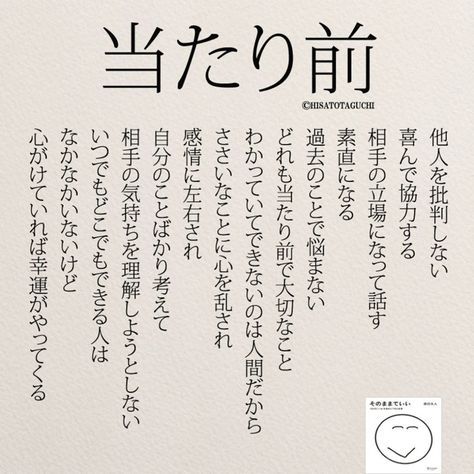 当たり前
©HISATOTAGUCHI
他人を批判しない
喜んで協力する
相手の立場になって話す
素直になる
過去のことで悩まない
どれも当たり前で大切なこと
わかっていてできないのは人間だから
ささいなことに心を乱され
感情に左右され
自分のことばかり考えて
相手の気持ちを理解しようとしない
いつでもどこでもできる人は
なかなかいないけど
心がけていれば幸運がやってくる
そのままでいい